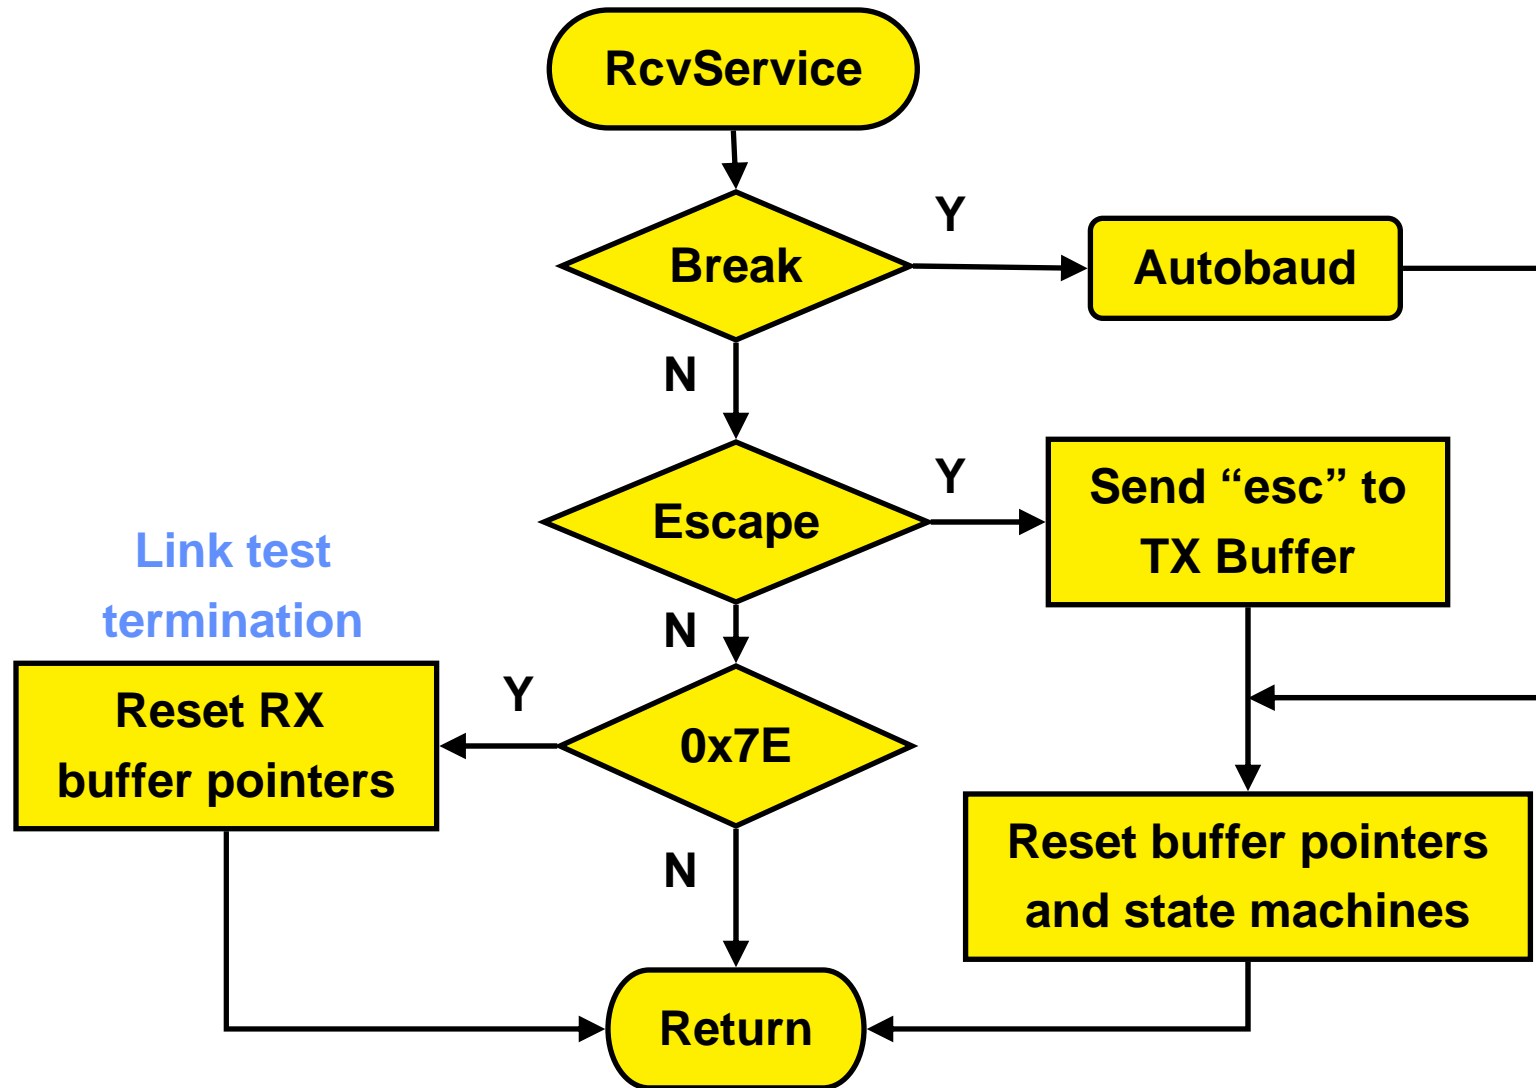 RcvService
Break
Y
Autobaud
N
Escape
Y
Send “esc” to
TX Buffer
N
Link test
termination
Reset RX
buffer pointers
Y
0x7E
N
Reset buffer pointers
and state machines
Return